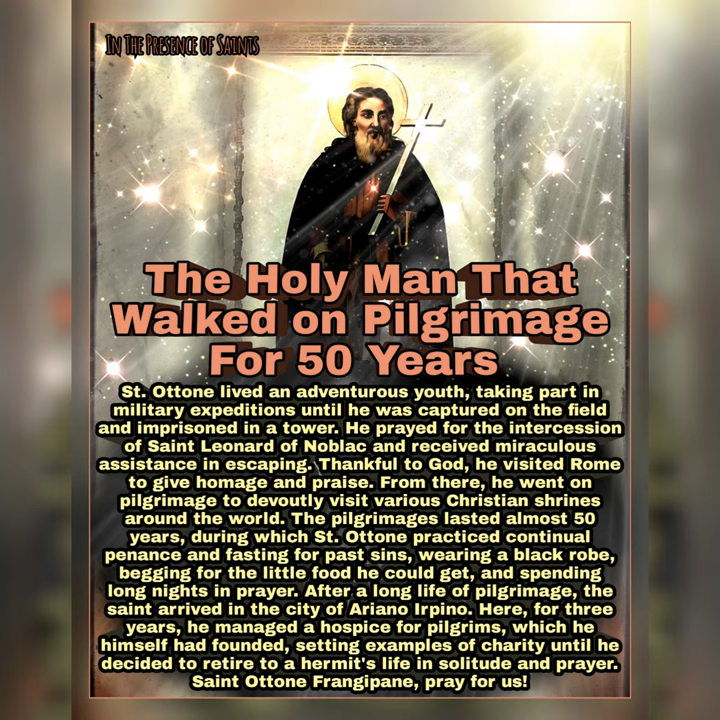 In The Presence of Saints
The Holy Man That
Walked on Pilgrimage
For 50 Years
St. Ottone lived an adventurous youth, taking part in
military expeditions until he was captured on the field
and imprisoned in a tower. He prayed for the intercession
of Saint Leonard of Noblac and received miraculous
assistance in escaping. Thankful to God, he visited Rome
to give homage and praise. From there, he went on
pilgrimage to devoutly visit various Christian shrines
around the world. The pilgrimages lasted almost 50
years, during which St. Ottone practiced continual
penance and fasting for past sins, wearing a black robe,
begging for the little food he could get, and spending
long nights in prayer. After a long life of pilgrimage, the
saint arrived in the city of Ariano Irpino. Here, for three
years, he managed a hospice for pilgrims, which he
himself had founded, setting examples of charity until he
decided to retire to a hermit's life in solitude and prayer.
Saint Ottone Frangipane, pray for us!